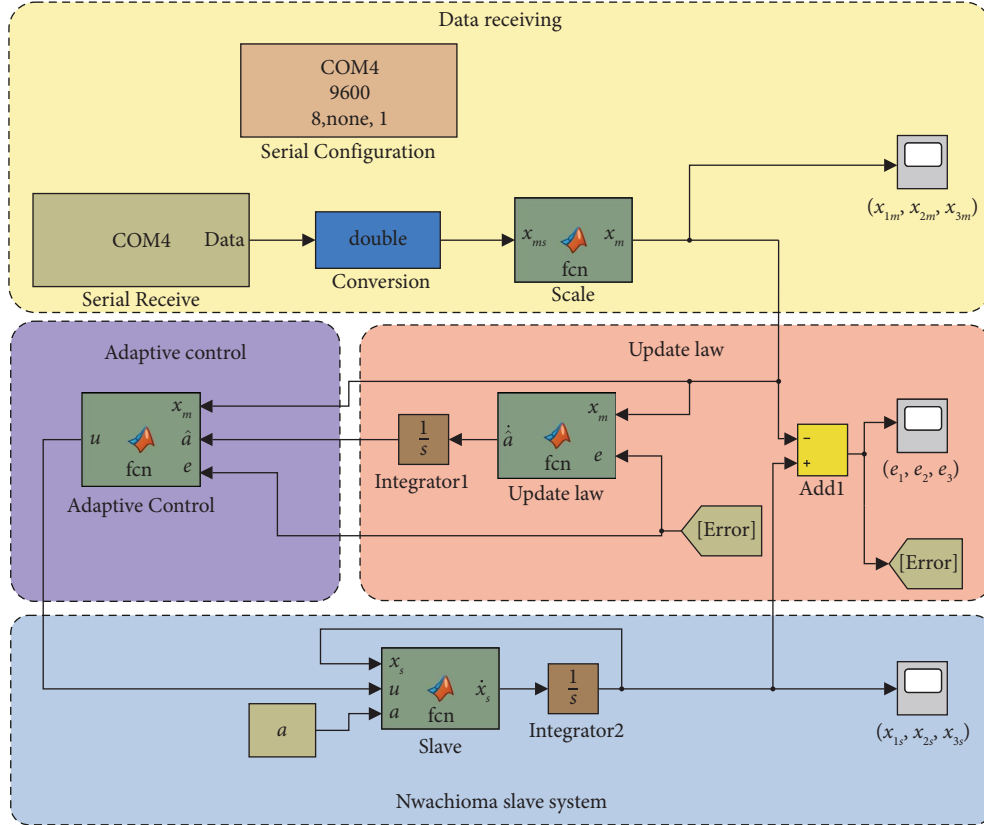 Data receiving
COM4
9600
8,none, 1
Serial Configuration
COM4 Data
Serial Receive
double
Conversion
x_ms x_m
fcn
Scale
(x_1m, x_2m, x_3m)
Adaptive control
x_m
u â
fcn e
Adaptive Control
Update law
1
s
Integrator1
x_m
â̇
fcn e
Update law
[Error]
−
+
Add1
(e_1, e_2, e_3)
[Error]
x_s
u ẋ_s
a fcn
Slave
a
1
s
Integrator2
(x_1s, x_2s, x_3s)
Nwachioma slave system